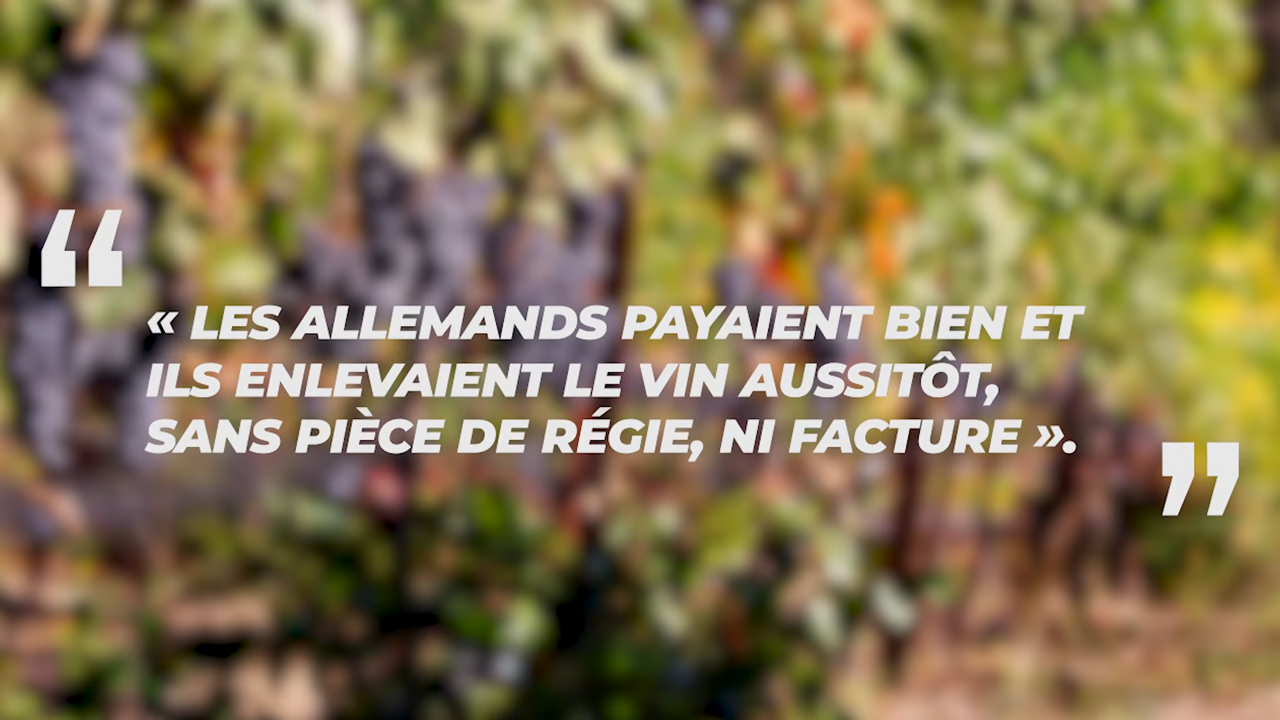 “
« LES ALLEMANDS PAYAIENT BIEN ET
ILS ENLEVAIENT LE VIN AUSSITÔT,
SANS PIÈCE DE RÉGIE, NI FACTURE ».
”